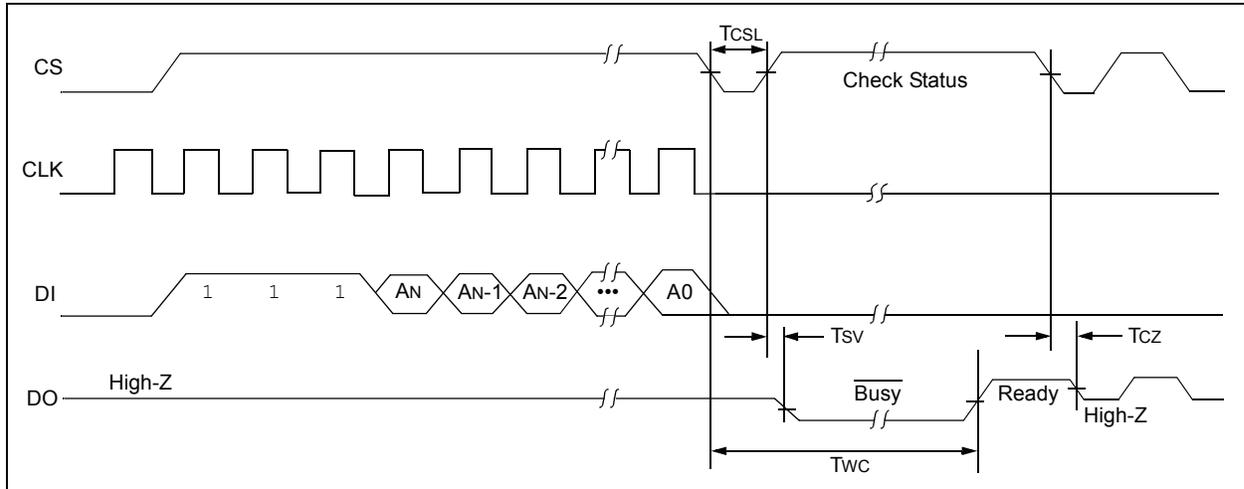 TCSL
CS
Check Status
CLK
DI
1 1 1 AN AN-1 AN-2 ••• A0
TSV
TCZ
High-Z
DO
Busy
Ready
High-Z
TWC